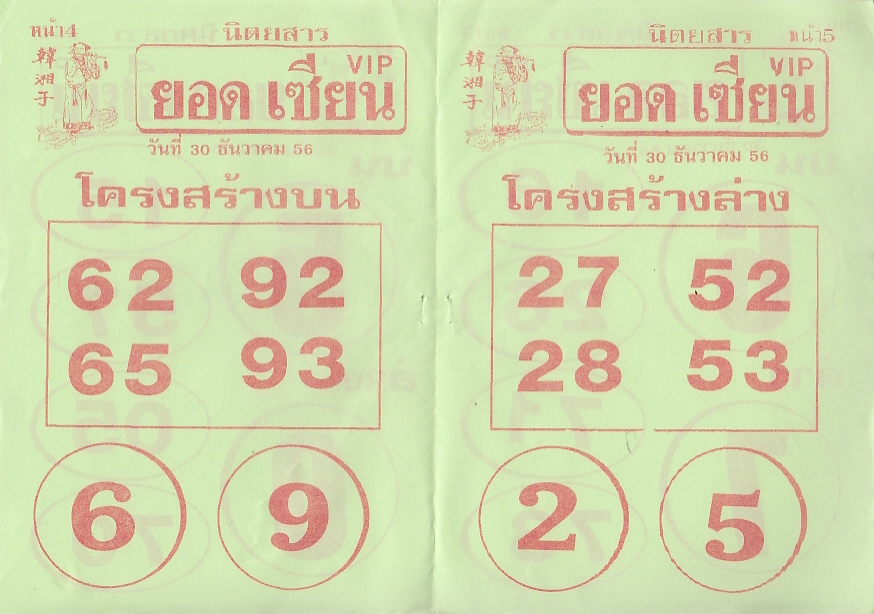 หน้า4
นิตยสาร
韓湘子
VIP
ยอดเซียน
วันที่ 30 ธันวาคม 56
โครงสร้างบน
62 92
65 93
6 9
นิตยสาร
หน้า5
韓湘子
VIP
ยอดเซียน
วันที่ 30 ธันวาคม 56
โครงสร้างล่าง
27 52
28 53
2 5